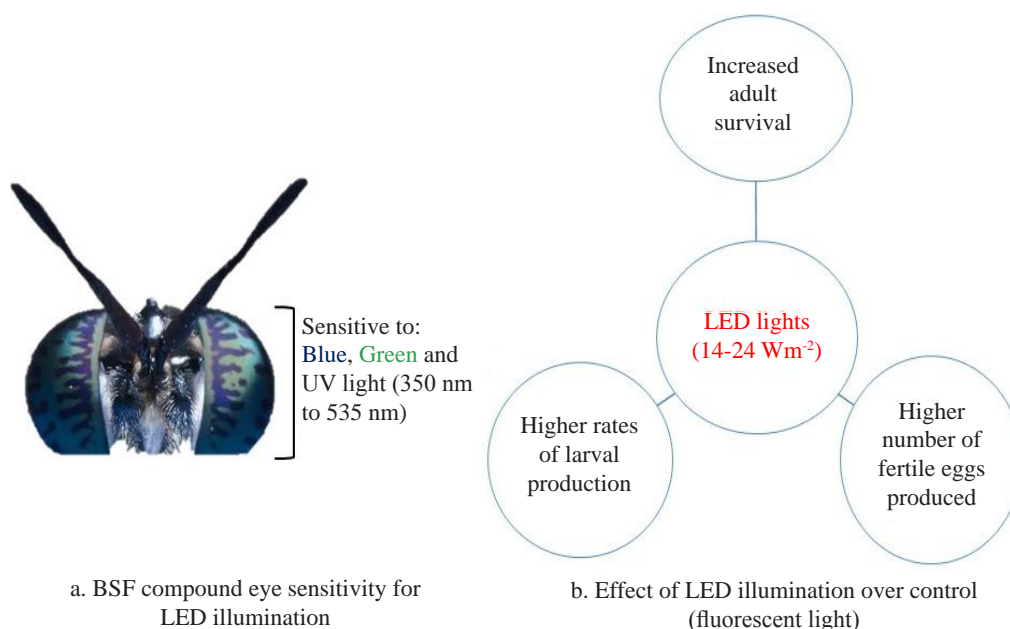 Sensitive to:
Blue, Green and
UV light (350 nm
to 535 nm)
a. BSF compound eye sensitivity for
LED illumination
Increased
adult
survival
LED lights
(14-24 Wm⁻²)
Higher rates
of larval
production
Higher
number of
fertile eggs
produced
b. Effect of LED illumination over control
(fluorescent light)